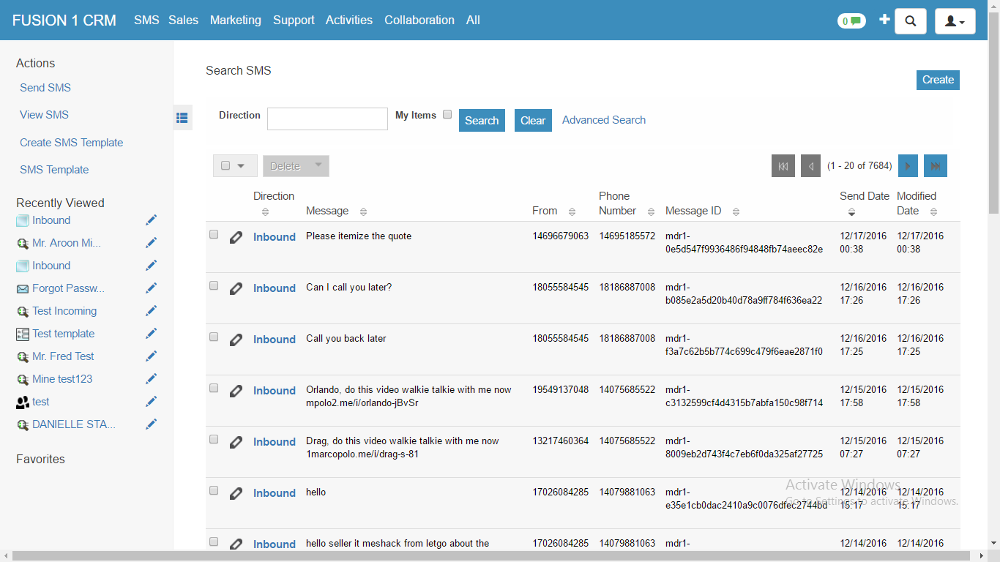 FUSION 1 CRM SMS Sales Marketing Support Activities Collaboration All 0
Actions
Send SMS
View SMS
Create SMS Template
SMS Template
Recently Viewed
Inbound
Mr. Aroon Mi...
Inbound
Forgot Passw...
Test Incoming
Test template
Mr. Fred Test
Mine test123
test
DANIELLE STA...
Favorites
Search SMS
Create
Direction My Items Search Clear Advanced Search
Delete (1 - 20 of 7684)
Direction Message From Phone Number Message ID Send Date Modified Date
Inbound Please itemize the quote 14696679063 14695185572 mdr1- 12/17/2016 12/17/2016
0e5d547f9936486f94848fb74aeec82e 00:38 00:38
Inbound Can I call you later? 18055584545 18186887008 mdr1- 12/16/2016 12/16/2016
b085e2a5d20b40d78a9ff784f636ea22 17:26 17:26
Inbound Call you back later 18055584545 18186887008 mdr1- 12/16/2016 12/16/2016
f3a7c62b5b774c699c479f6eae2871f0 17:25 17:25
Inbound Orlando, do this video walkie talkie with me now 19549137048 14075685522 mdr1- 12/15/2016 12/15/2016
mpolo2.me/i/orlando-jBvSr c3132599cf4d4315b7abfa150c98f714 17:58 17:58
Inbound Drag, do this video walkie talkie with me now 13217460364 14075685522 mdr1- 12/15/2016 12/15/2016
1marcopolo.me/i/drag-s-81 8009eb2d743f4c7eb6f0da325af27725 07:27 07:27
Inbound hello 17026084285 14079881063 mdr1- 12/14/2016 12/14/2016
e35e1cb0dac2410a9c0076dfec2744bd 15:17 15:17
Inbound hello seller it meshack from letgo about the 17026084285 14079881063 mdr1- 12/14/2016 12/14/2016
Activate Windows
Go to Settings to activate Windows.